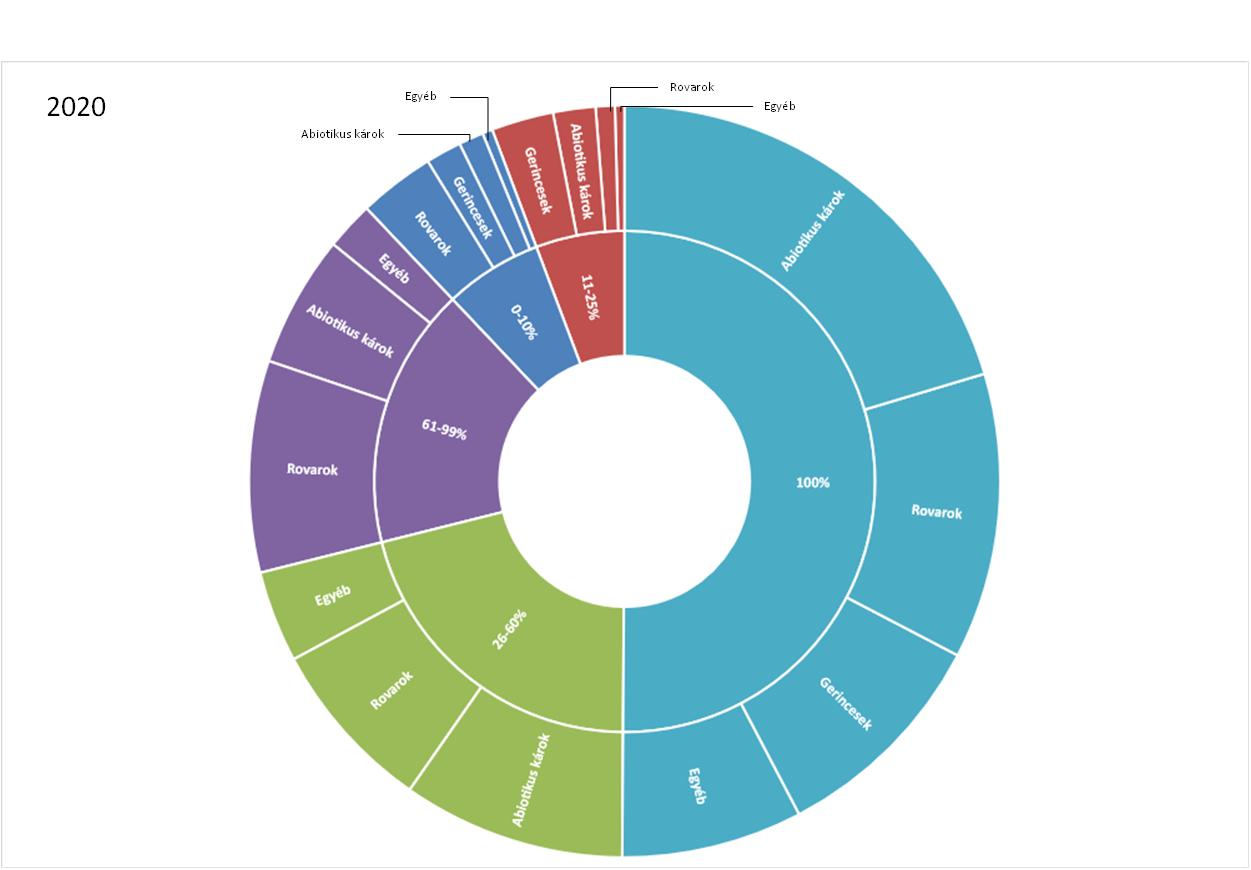 2020
Rovarok
Egyéb
Egyéb
Abiotikus károk
Abiotikus károk
Rovarok
Gerincesek
Egyéb
100%
Abiotikus károk
Rovarok
Egyéb
26-60%
Rovarok
Abiotikus károk
Egyéb
61-99%
Rovarok
Gerincesek
0-10%
Gerincesek
Abiotikus károk
11-25%